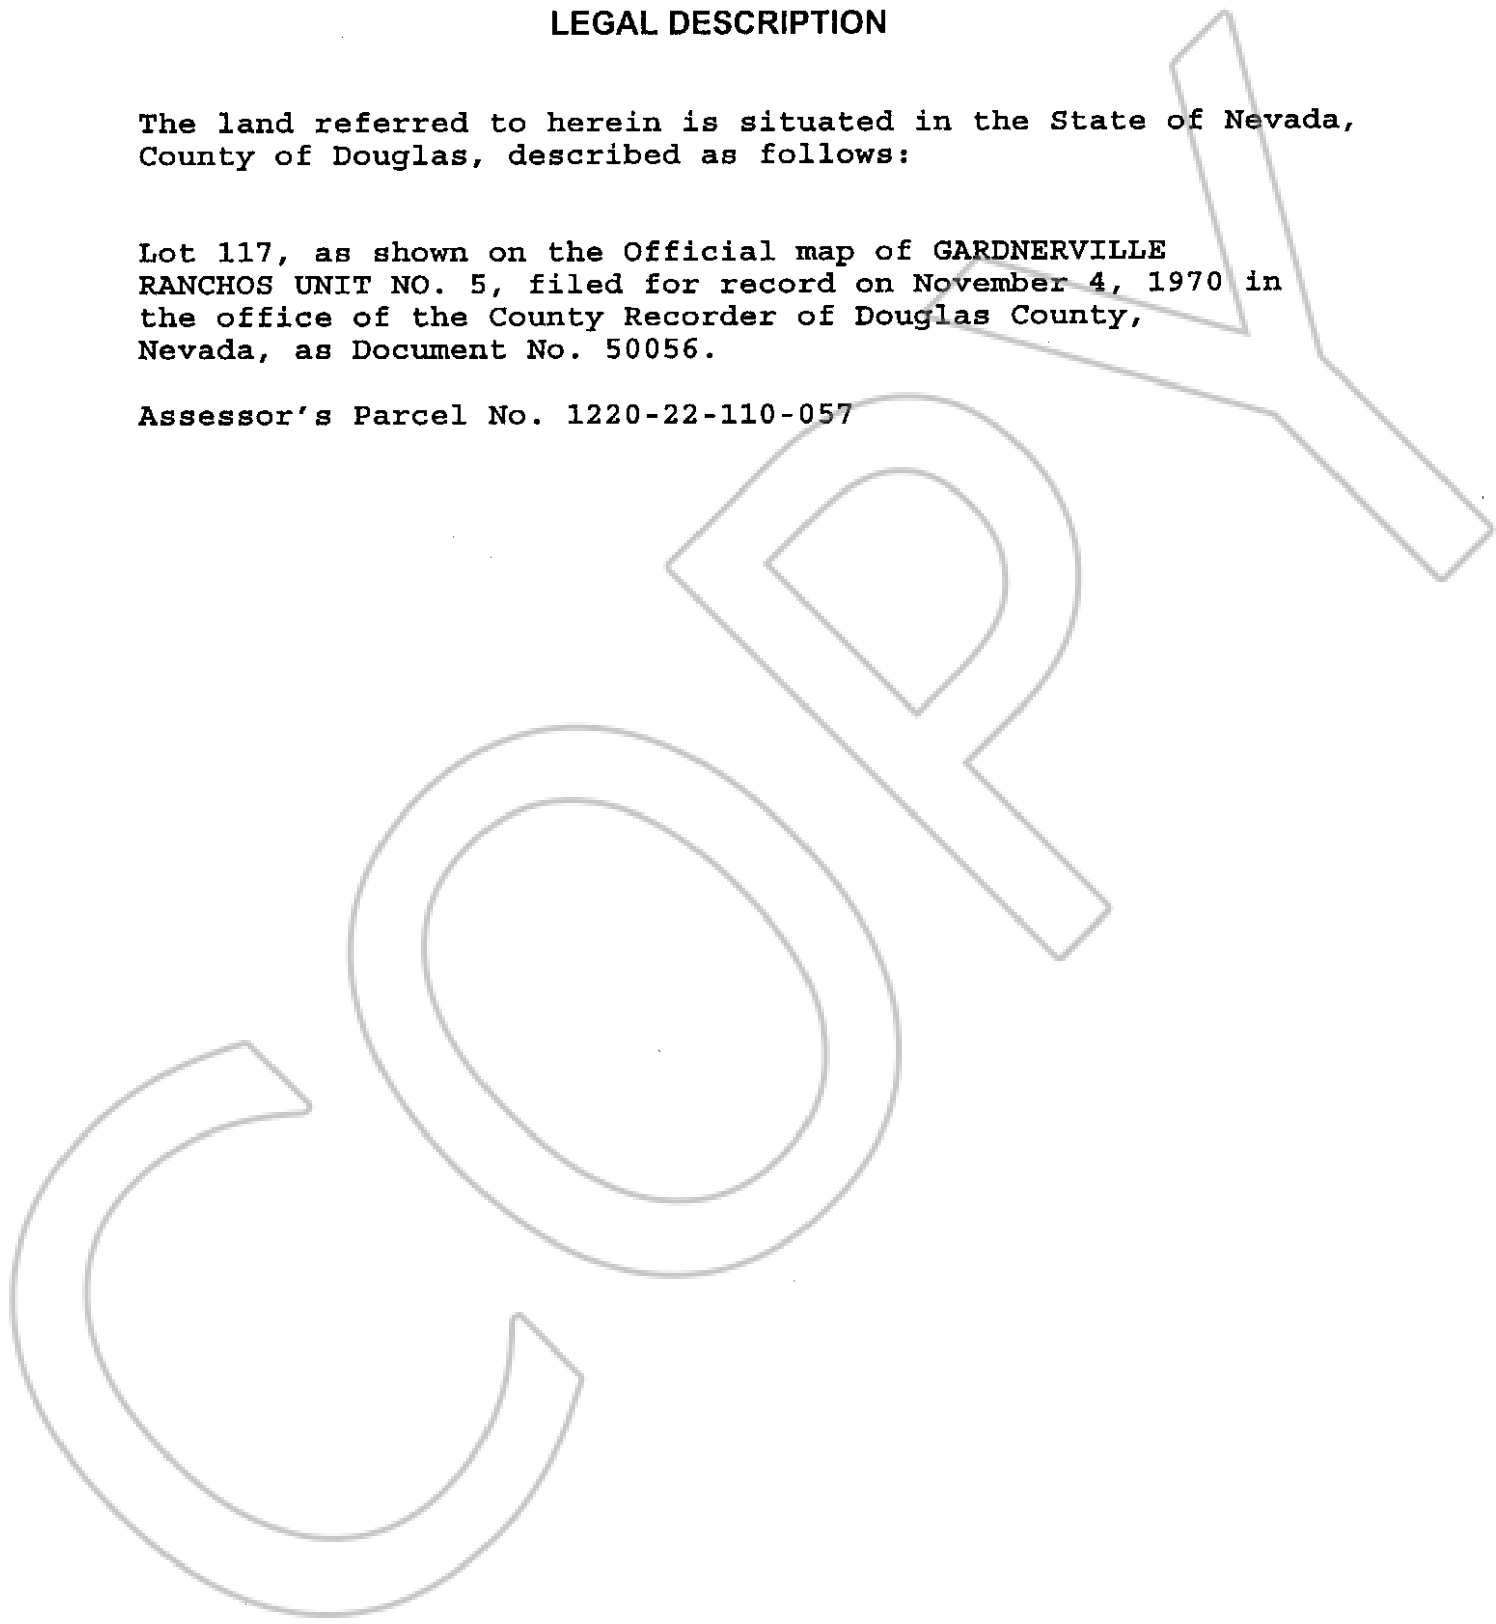 LEGAL DESCRIPTION
The land referred to herein is situated in the State of Nevada,
County of Douglas, described as follows:
Lot 117, as shown on the Official map of GARDNERVILLE
RANCHOS UNIT NO. 5, filed for record on November 4, 1970 in
the office of the County Recorder of Douglas County,
Nevada, as Document No. 50056.
Assessor's Parcel No. 1220-22-110-057
COPY